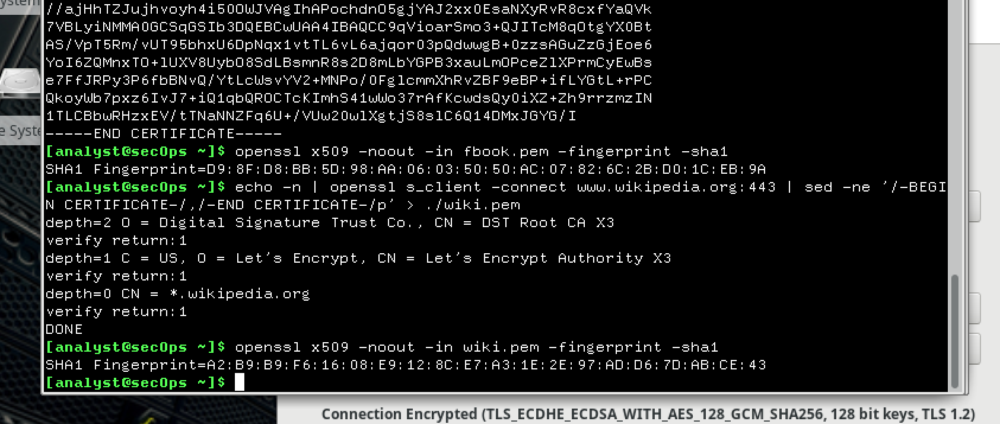 //ajHhTZJujhvoyh4i5OOWJVAgIhAPochdnO5gjYAJ2xx0EsaNXyRvR8cxfYaQVk
7VBLyiNMMA0GCSqGSIb3DQEBCwUAA4IBAQCC9qVioarSmo3+QJITcM8qOtgYX0Bt
AS/VpT5Rm/vUT95bhxU6DpNqx1vtTL6vL6ajqor03pQdwwgB+0zzsAGuZzGjEoe6
YoI6ZQMnxTO+lUXV8UybO8SdLBsmnR8s2D8mLbYGPB3xauLmOPceZlXPrmCyEwBs
e7FfJRPy3P6fbBNvQ/YtLcWsvYV2+MNPo/0FglcmmXhRvZBF9eBP+ifLYGtL+rPC
QkoyWb7pxz6IvJ7+iQ1qbQROCTcKImhS41wWo37rAfKcwdsQyOiXZ+Zh9rrzmzIN
1TLCBbwRHzxEV/tTNaNNZFq6U+/VUw20wlXgtjS8slC6Q14DMxJGYG/I
-----END CERTIFICATE-----
[analyst@secOps ~]$ openssl x509 -noout -in fbook.pem -fingerprint -sha1
SHA1 Fingerprint=D9:8F:D8:BB:5D:98:AA:06:03:50:50:AC:07:82:6C:2B:D0:1C:EB:9A
[analyst@secOps ~]$ echo -n | openssl s_client -connect www.wikipedia.org:443 | sed -ne '/-BEGI
N CERTIFICATE-/,/-END CERTIFICATE-/p' > ./wiki.pem
depth=2 O = Digital Signature Trust Co., CN = DST Root CA X3
verify return:1
depth=1 C = US, O = Let's Encrypt, CN = Let's Encrypt Authority X3
verify return:1
depth=0 CN = *.wikipedia.org
verify return:1
DONE
[analyst@secOps ~]$ openssl x509 -noout -in wiki.pem -fingerprint -sha1
SHA1 Fingerprint=A2:B9:B9:F6:16:08:E9:12:8C:E7:A3:1E:2E:97:AD:D6:7D:AB:CE:43
[analyst@secOps ~]$
Connection Encrypted (TLS_ECDHE_ECDSA_WITH_AES_128_GCM_SHA256, 128 bit keys, TLS 1.2)